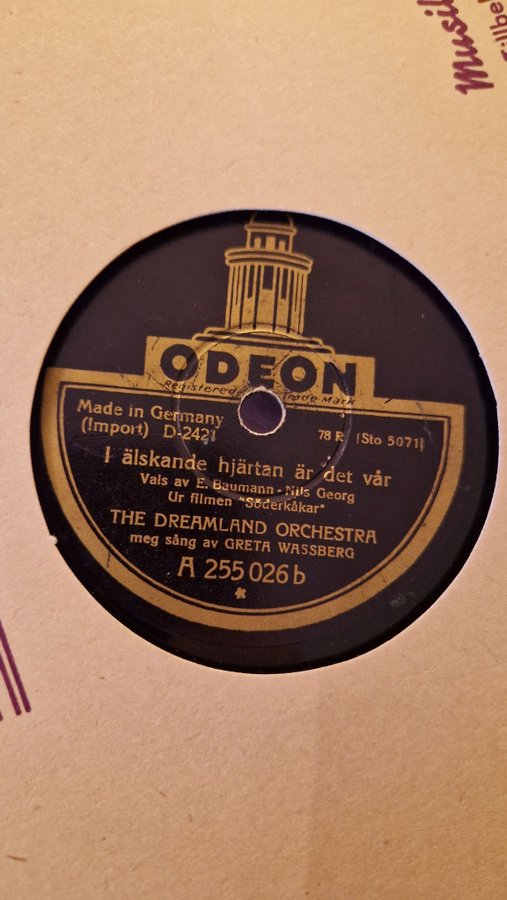 Musik
ODEON
Registered Trade Mark
Made in Germany
(Import) D-2421
78 R. [Sto 5071]
I älskande hjärtan är det vår
Vals av E. Baumann - Nils Georg
Ur filmen "Söderkåkar"
THE DREAMLAND ORCHESTRA
meg sång av GRETA WASSBERG
A 255 026 b